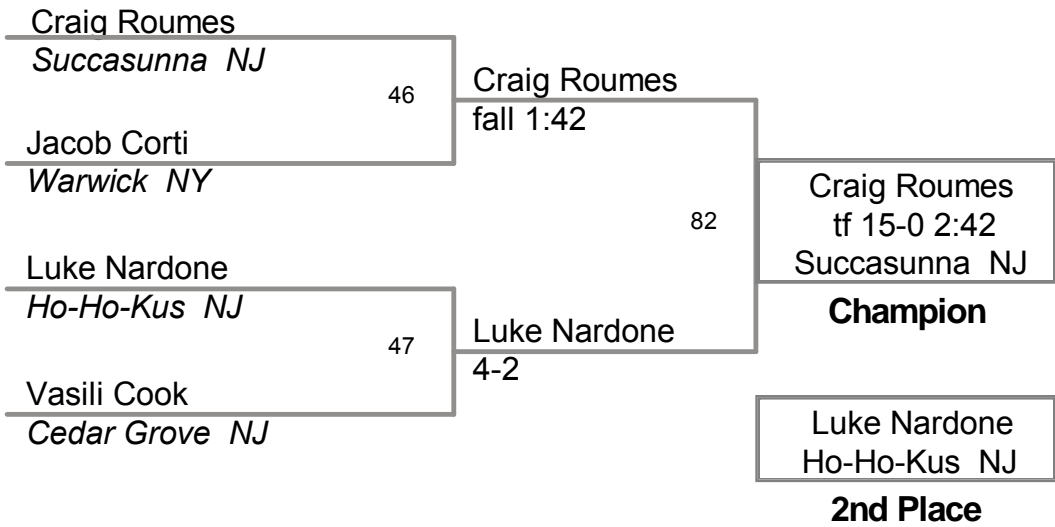 Craig Roumes
Succasunna NJ
46
Jacob Corti
Warwick NY
Craig Roumes
fall 1:42
Luke Nardone
Ho-Ho-Kus NJ
47
Vasili Cook
Cedar Grove NJ
Luke Nardone
4-2
82
Craig Roumes
tf 15-0 2:42
Succasunna NJ
Champion
Luke Nardone
Ho-Ho-Kus NJ
2nd Place